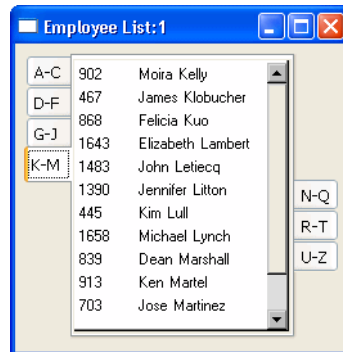 Employee List:1
A-C
D-F
G-J
K-M
902 Moira Kelly
467 James Klobucher
868 Felicia Kuo
1643 Elizabeth Lambert
1483 John Letiecq
1390 Jennifer Litton
445 Kim Lull
1658 Michael Lynch
839 Dean Marshall
913 Ken Martel
703 Jose Martinez
N-Q
R-T
U-Z